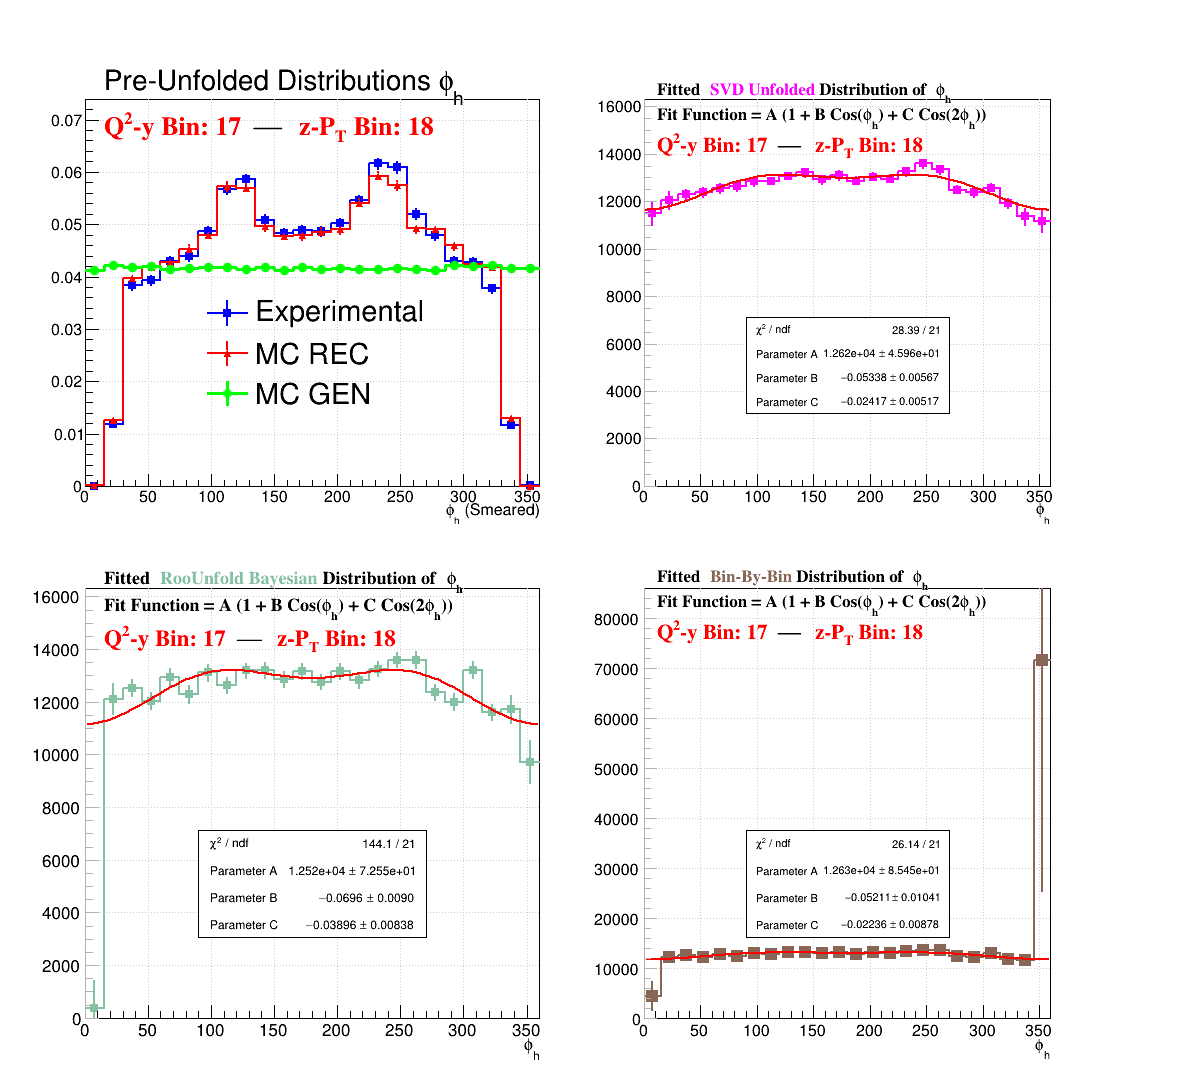 Pre-Unfolded Distributions ϕh
Q2-y Bin: 17 — z-PT Bin: 18
0.07
0.06
0.05
0.04
0.03
0.02
0.01
0
Experimental
MC REC
MC GEN
0 50 100 150 200 250 300 350
ϕh (Smeared)
Fitted SVD Unfolded Distribution of ϕh
Fit Function = A (1 + B Cos(ϕh) + C Cos(2ϕh))
Q2-y Bin: 17 — z-PT Bin: 18
16000
14000
12000
10000
8000
6000
4000
2000
0
χ2 / ndf 28.39 / 21
Parameter A 1.262e+04 ± 4.596e+01
Parameter B −0.05338 ± 0.00567
Parameter C −0.02417 ± 0.00517
0 50 100 150 200 250 300 350
ϕh
Fitted RooUnfold Bayesian Distribution of ϕh
Fit Function = A (1 + B Cos(ϕh) + C Cos(2ϕh))
Q2-y Bin: 17 — z-PT Bin: 18
16000
14000
12000
10000
8000
6000
4000
2000
0
χ2 / ndf 144.1 / 21
Parameter A 1.252e+04 ± 7.255e+01
Parameter B −0.0696 ± 0.0090
Parameter C −0.03896 ± 0.00838
0 50 100 150 200 250 300 350
ϕh
Fitted Bin-By-Bin Distribution of ϕh
Fit Function = A (1 + B Cos(ϕh) + C Cos(2ϕh))
Q2-y Bin: 17 — z-PT Bin: 18
80000
70000
60000
50000
40000
30000
20000
10000
0
χ2 / ndf 26.14 / 21
Parameter A 1.263e+04 ± 8.545e+01
Parameter B −0.05211 ± 0.01041
Parameter C −0.02236 ± 0.00878
0 50 100 150 200 250 300 350
ϕh